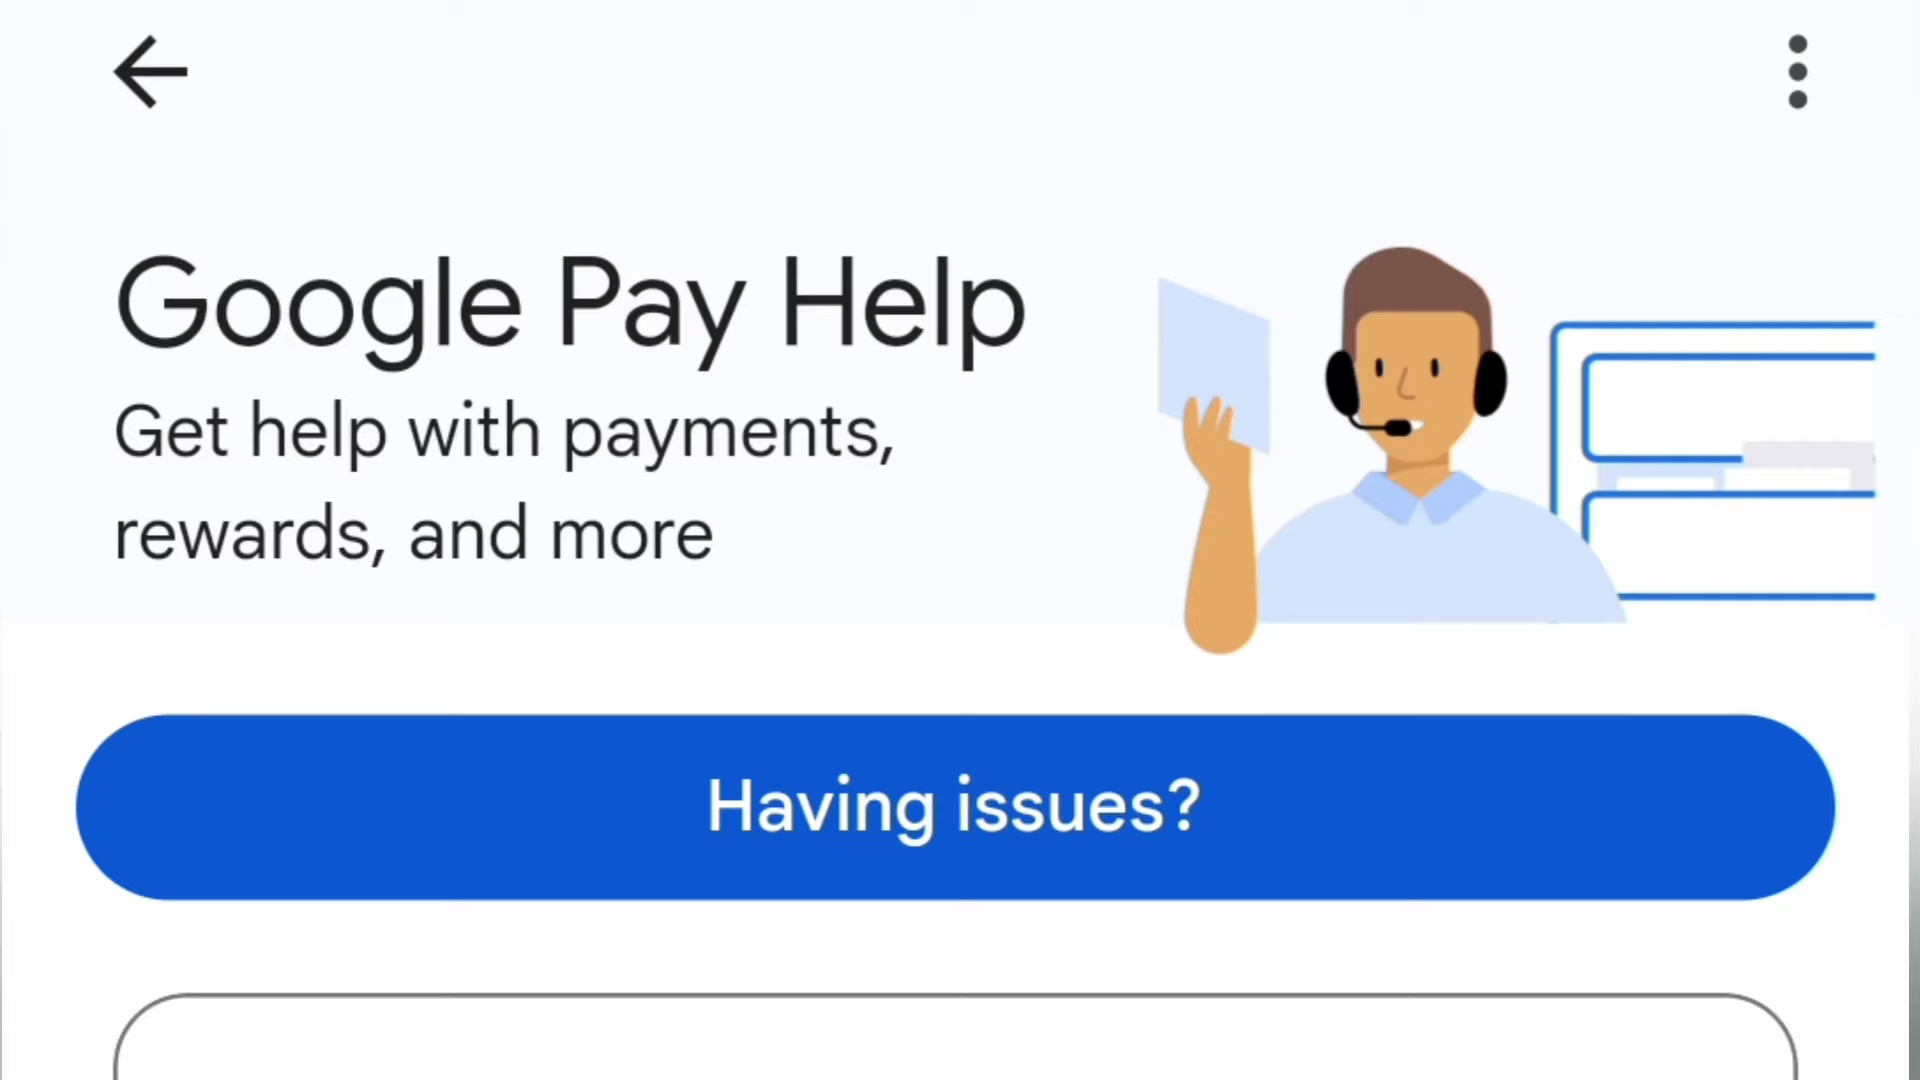 Google Pay Help
Get help with payments,
rewards, and more
Having issues?